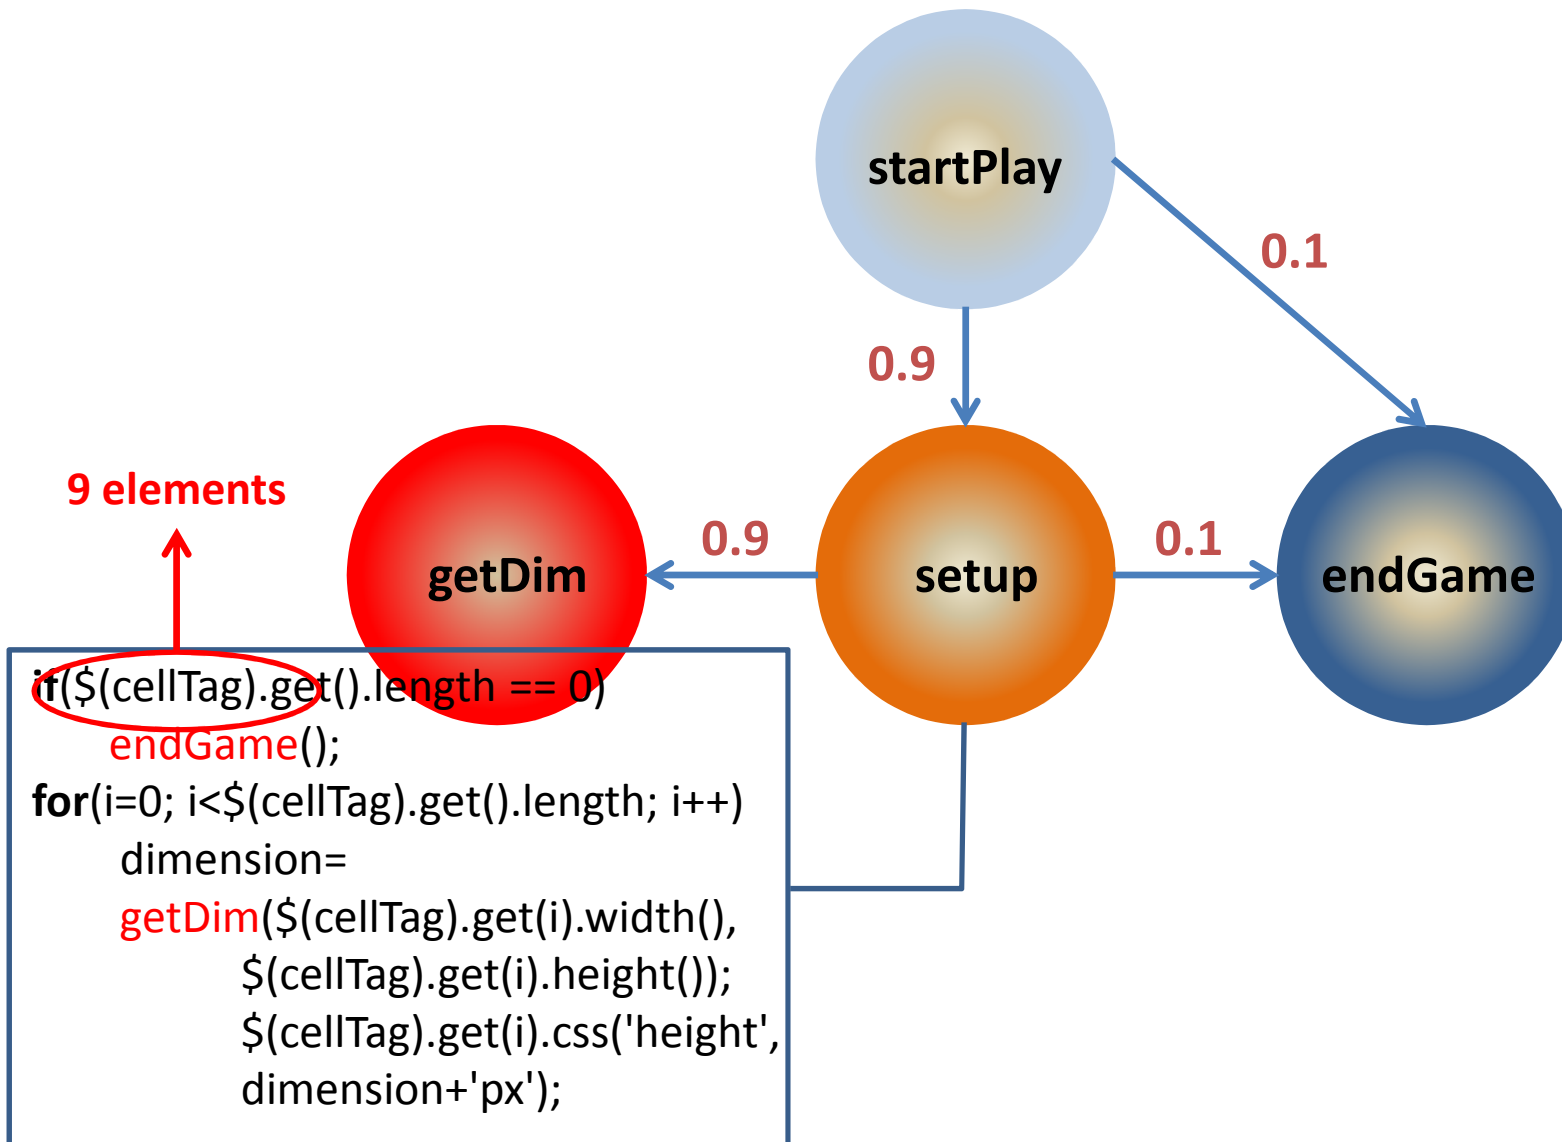 startPlay
0.1
0.9
9 elements
getDim
0.9
setup
0.1
endGame
if($(cellTag).get().length == 0)
endGame();
for(i=0; i<$(cellTag).get().length; i++)
dimension=
getDim($(cellTag).get(i).width(),
$(cellTag).get(i).height());
$(cellTag).get(i).css('height',
dimension+'px');